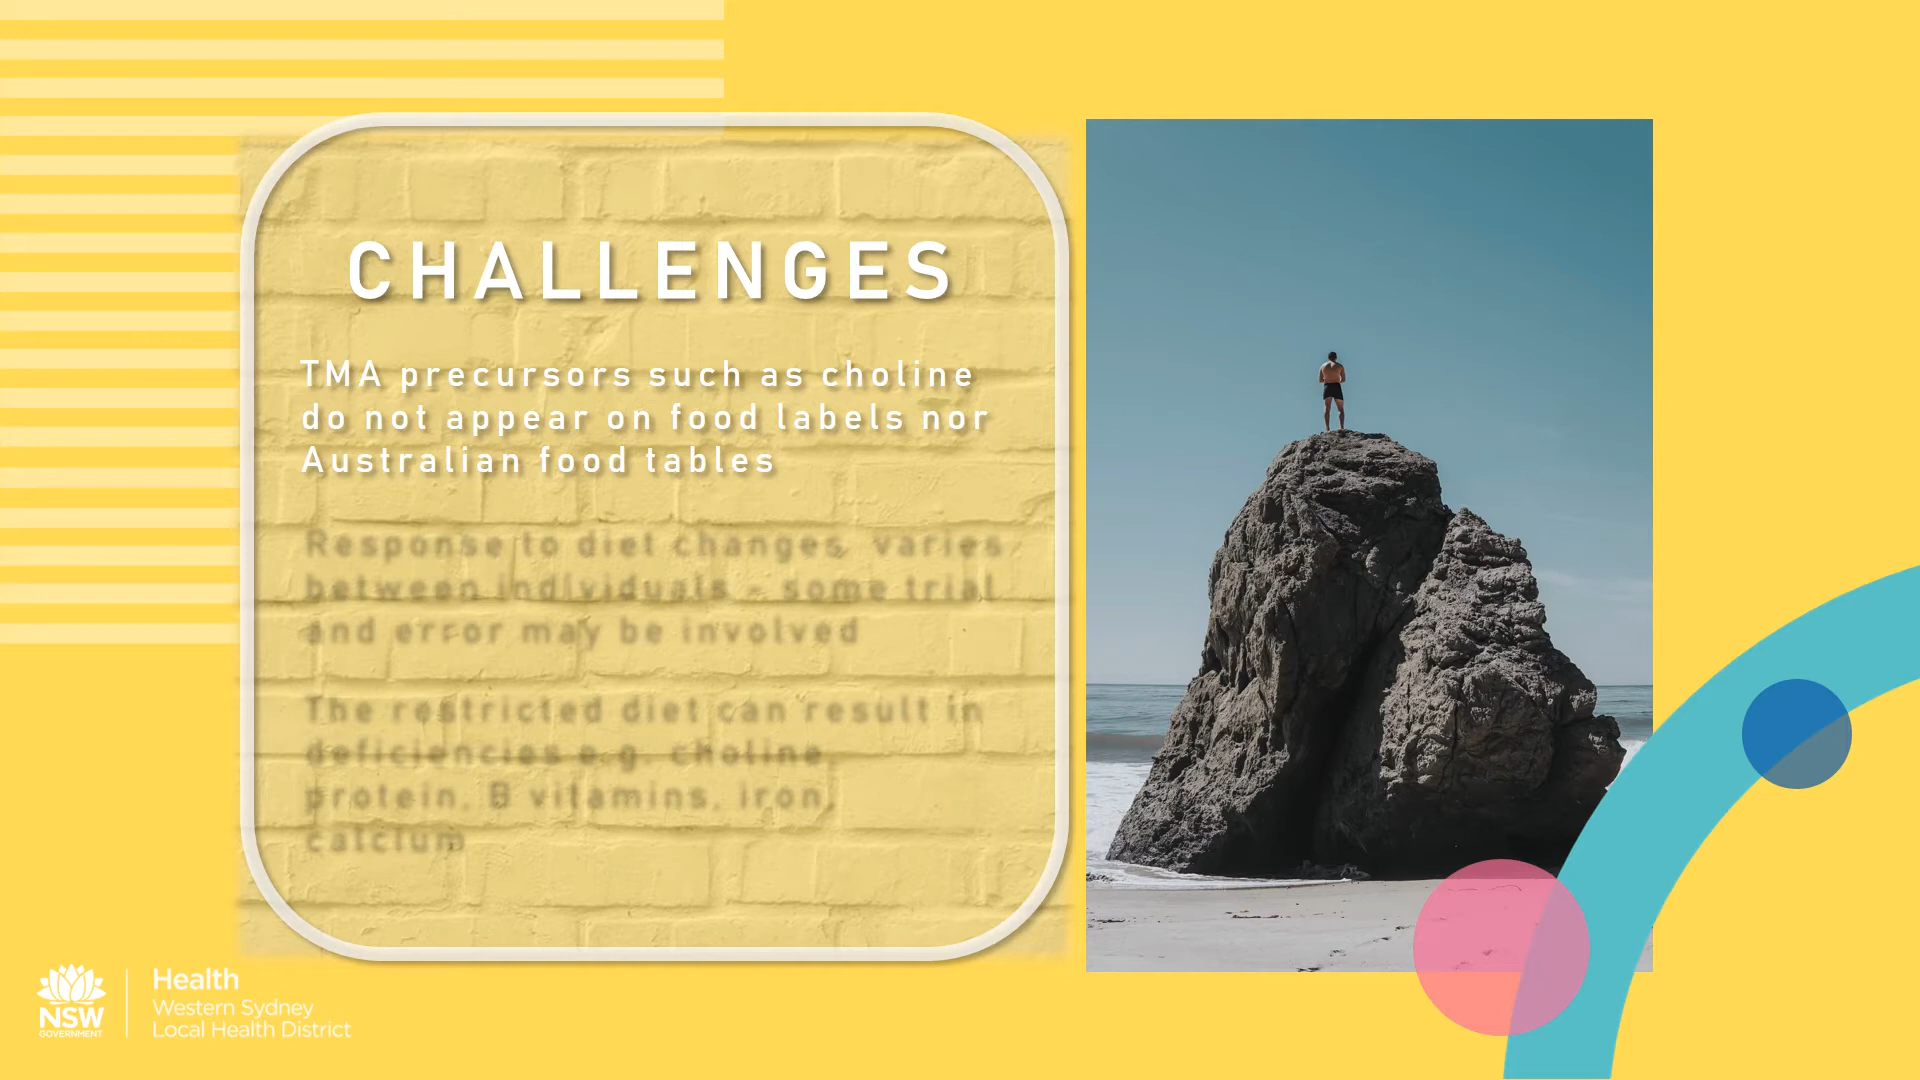 CHALLENGES
TMA precursors such as choline
do not appear on food labels nor
Australian food tables
Response to diet changes varies
between individuals - some trial
and error may be involved
The restricted diet can result in
deficiencies e.g. choline,
protein, B vitamins, iron,
calcium
NSW
GOVERNMENT
Health
Western Sydney
Local Health District